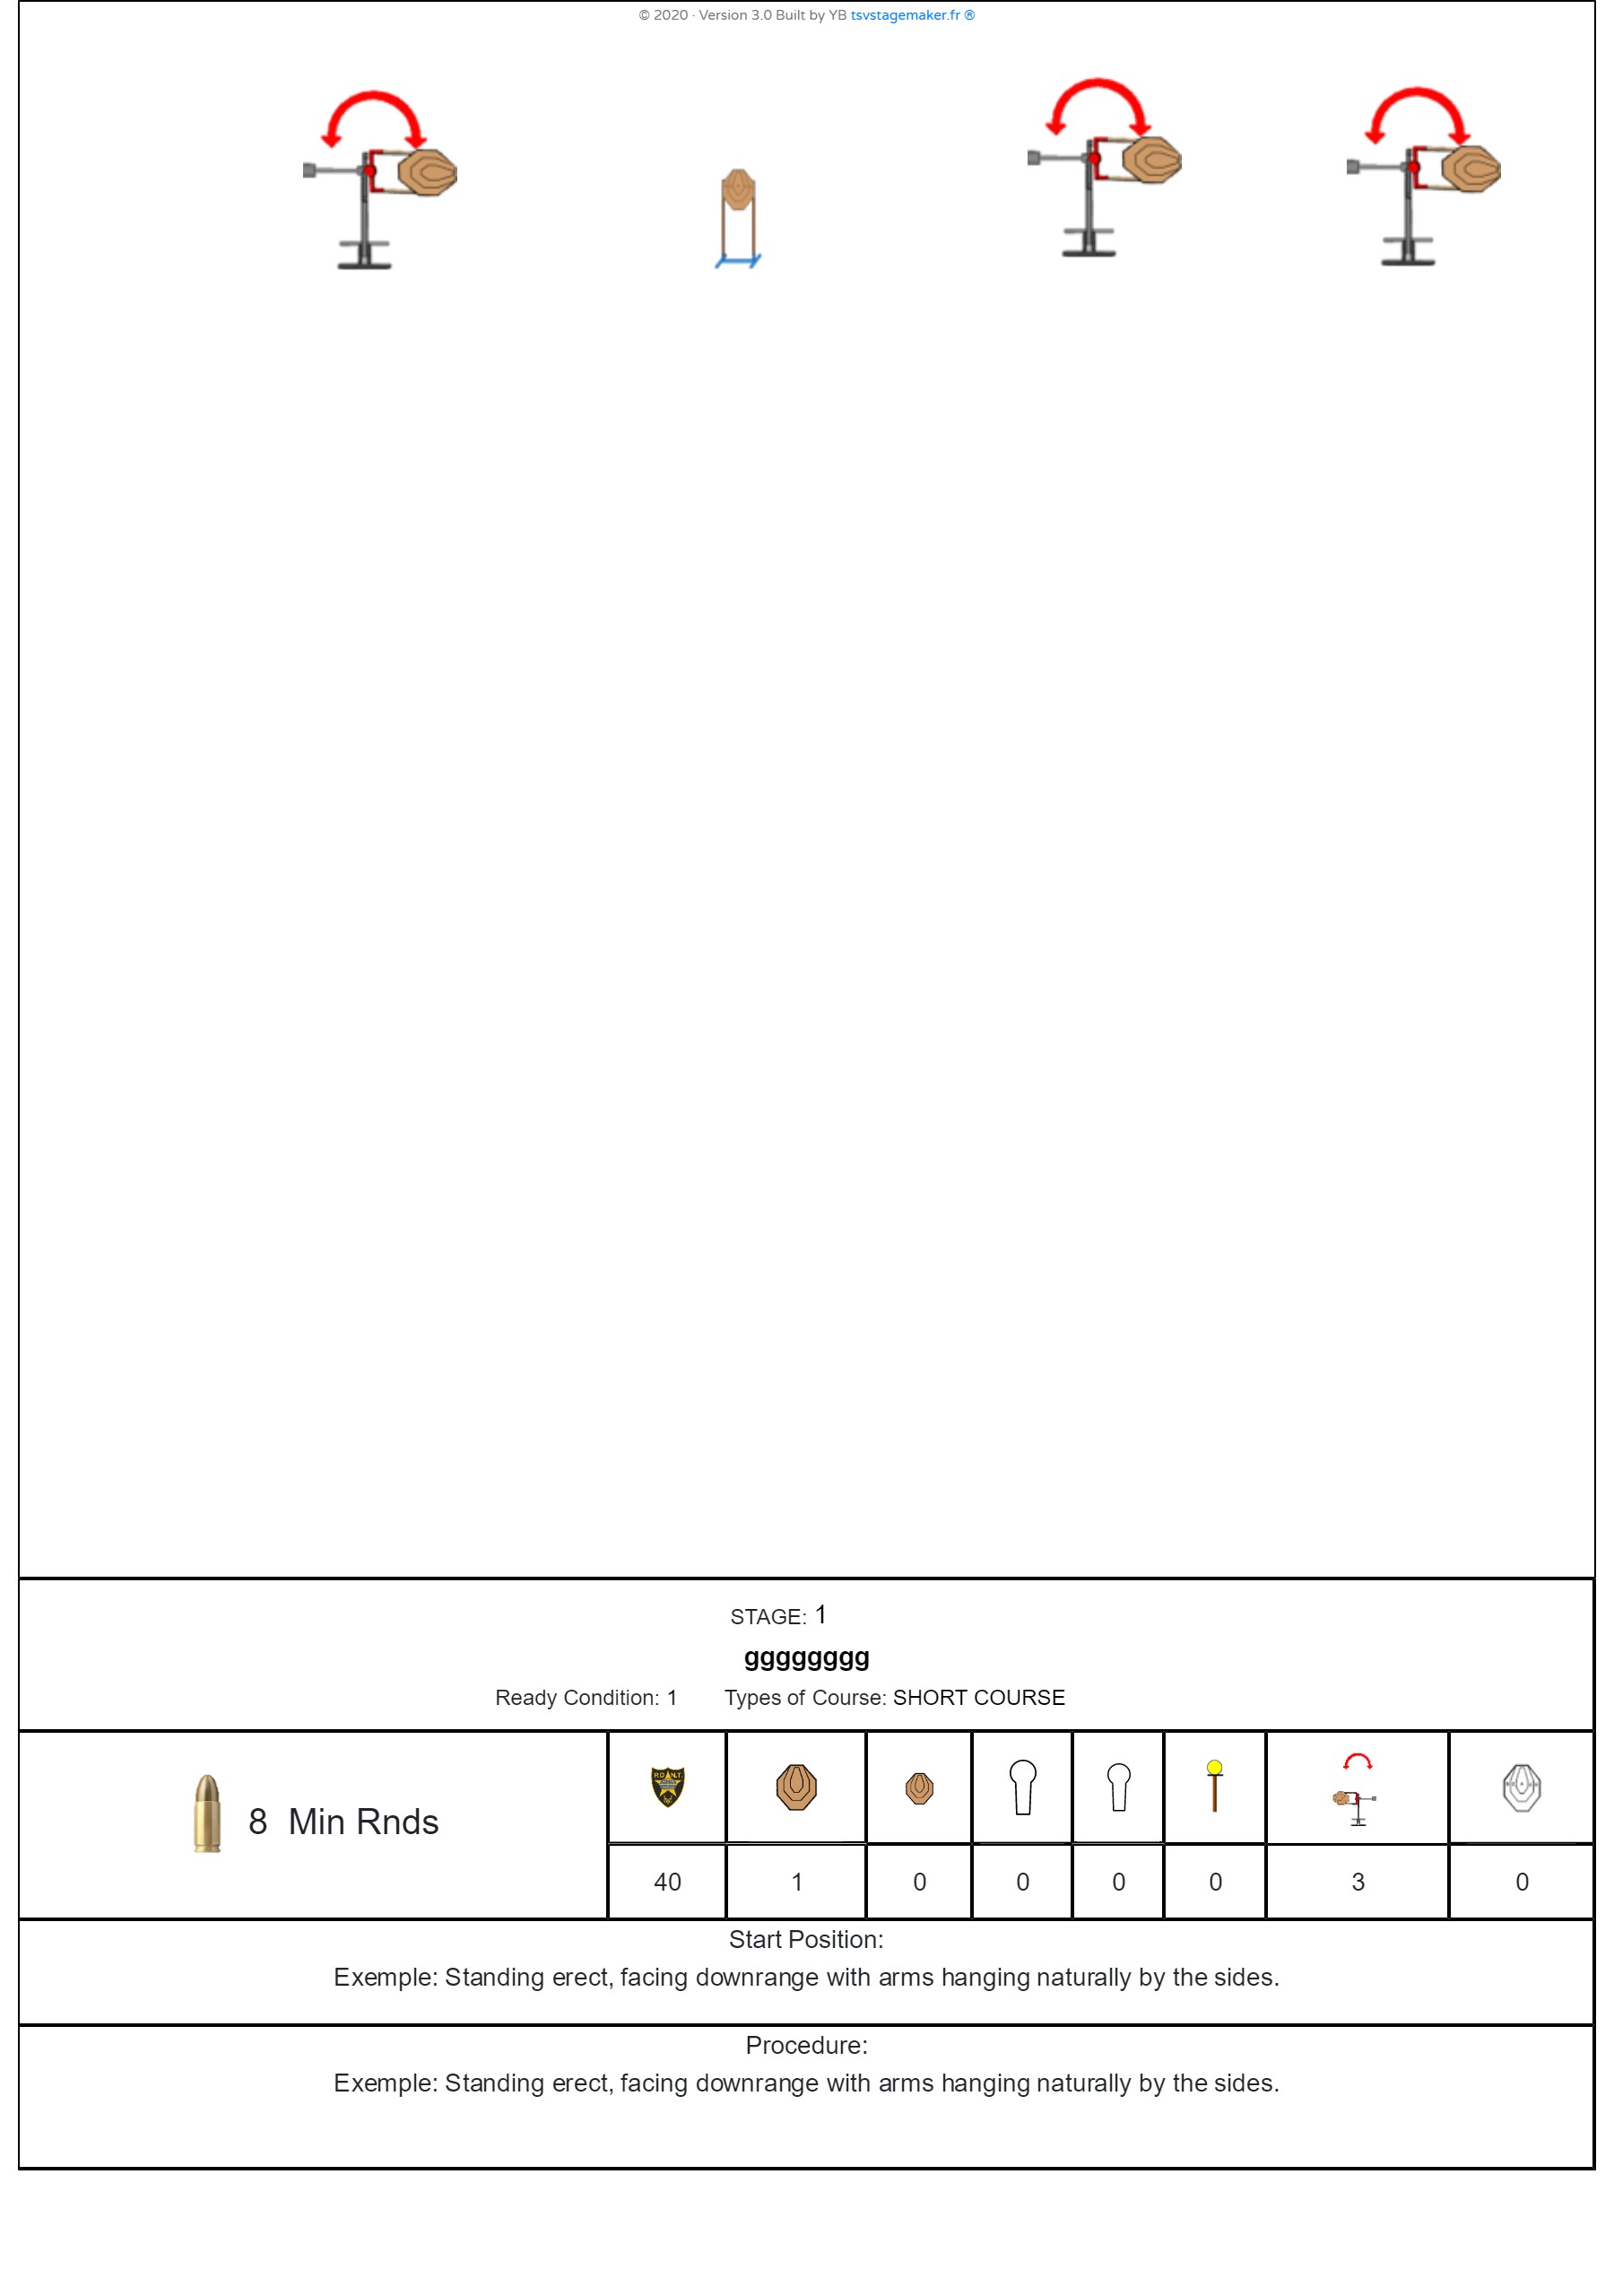 © 2020 · Version 3.0 Built by YB tsvstagemaker.fr ®
STAGE: 1
gggggggg
Ready Condition: 1 Types of Course: SHORT COURSE
8 Min Rnds
40 1 0 0 0 0 3 0
Start Position:
Exemple: Standing erect, facing downrange with arms hanging naturally by the sides.
Procedure:
Exemple: Standing erect, facing downrange with arms hanging naturally by the sides.